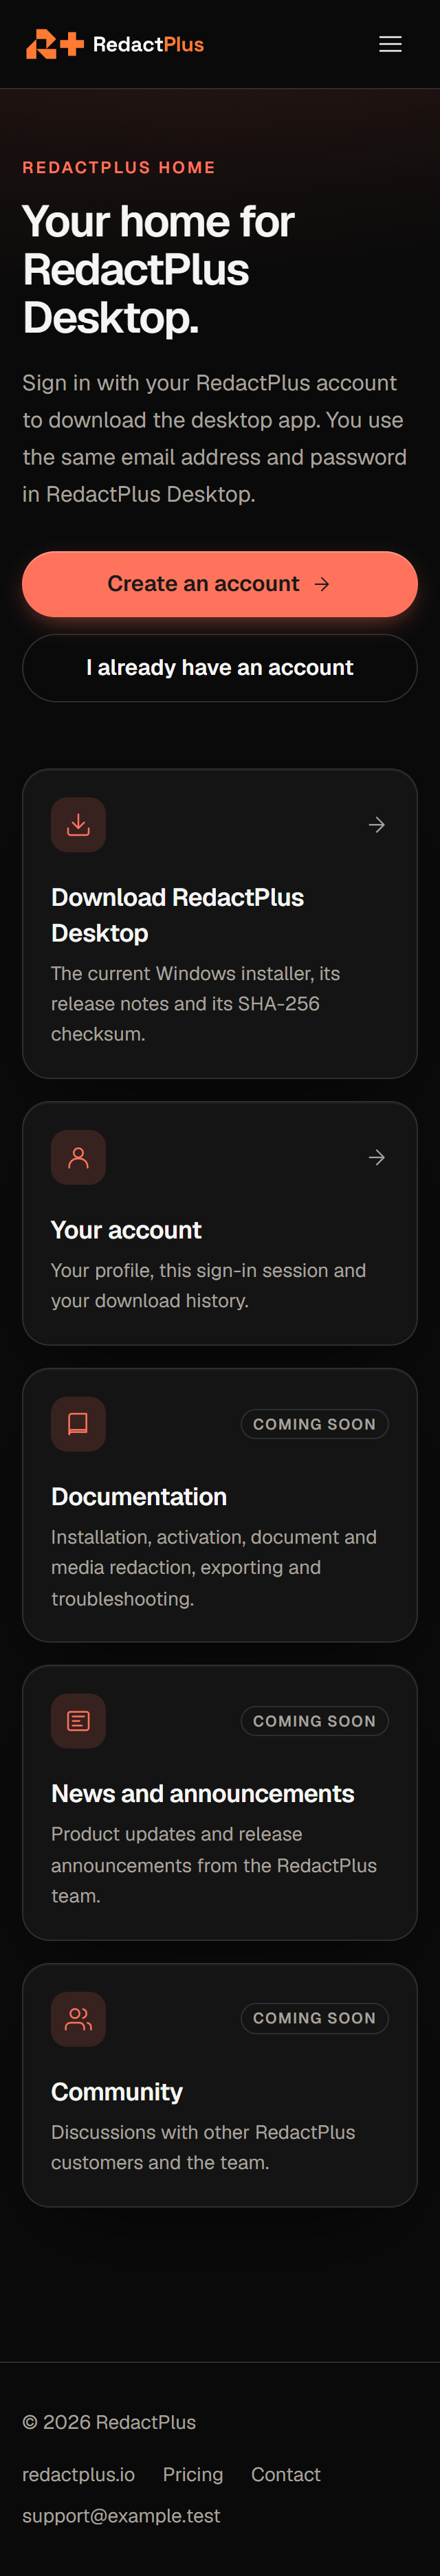 RedactPlus
REDACTPLUS HOME
Your home for
RedactPlus
Desktop.
Sign in with your RedactPlus account
to download the desktop app. You use
the same email address and password
in RedactPlus Desktop.
Create an account
I already have an account
Download RedactPlus
Desktop
The current Windows installer, its
release notes and its SHA-256
checksum.
Your account
Your profile, this sign-in session and
your download history.
COMING SOON
Documentation
Installation, activation, document and
media redaction, exporting and
troubleshooting.
COMING SOON
News and announcements
Product updates and release
announcements from the RedactPlus
team.
COMING SOON
Community
Discussions with other RedactPlus
customers and the team.
© 2026 RedactPlus
redactplus.io Pricing Contact
support@example.test